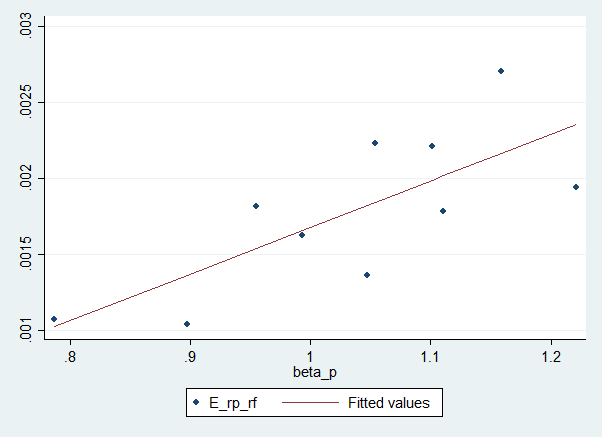 .003
.0025
.002
.0015
.001
.8 .9 1 1.1 1.2
beta_p
E_rp_rf Fitted values